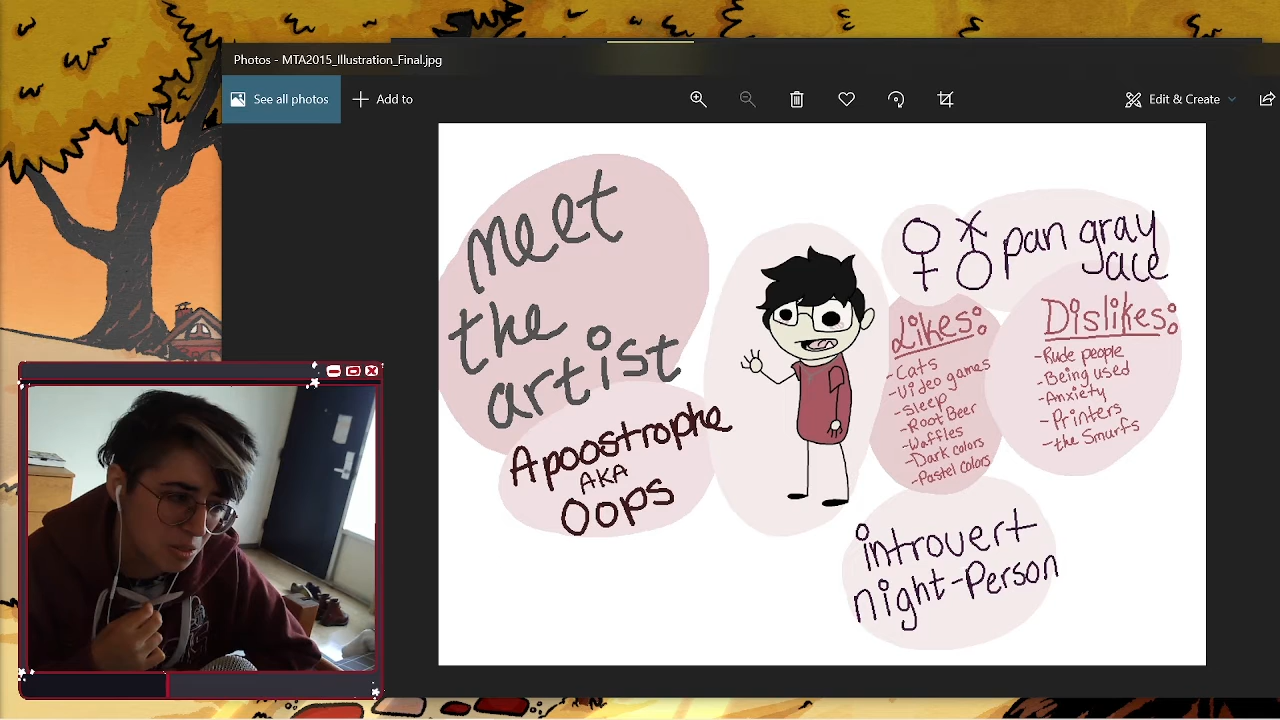 Photos - MTA2015_Illustration_Final.jpg
See all photos
Add to
Edit & Create
Meet
the
artist
Apoostrophe
AKA
Oops
pan gray
ace
Likes:
- Cats
- Video games
- Sleep
- Root Beer
- Waffles
- Dark colors
- Pastel colors
Dislikes:
- Rude people
- Being used
- Anxiety
- Printers
- the Smurfs
introvert
night-Person